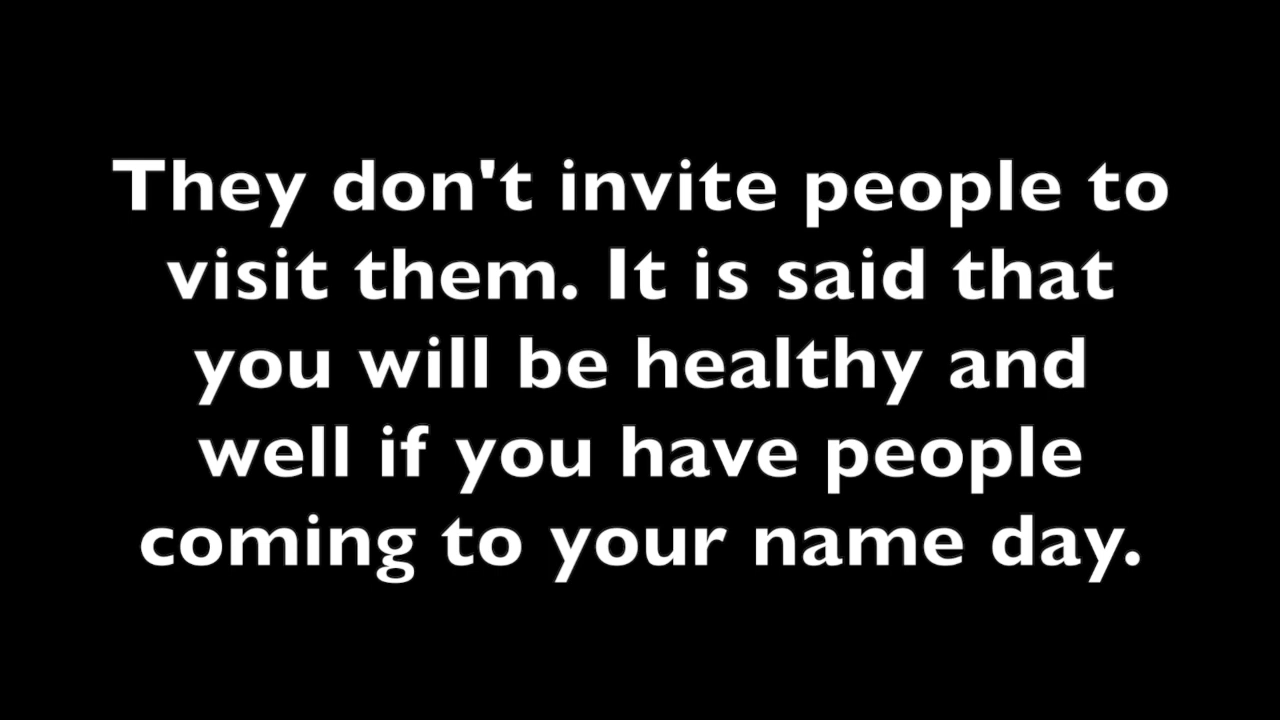 They don't invite people to
visit them. It is said that
you will be healthy and
well if you have people
coming to your name day.